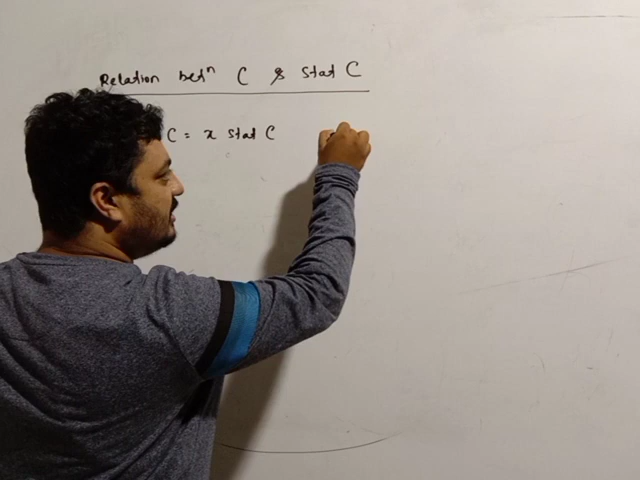 Relation betⁿ C & Stat C
C = x Stat C